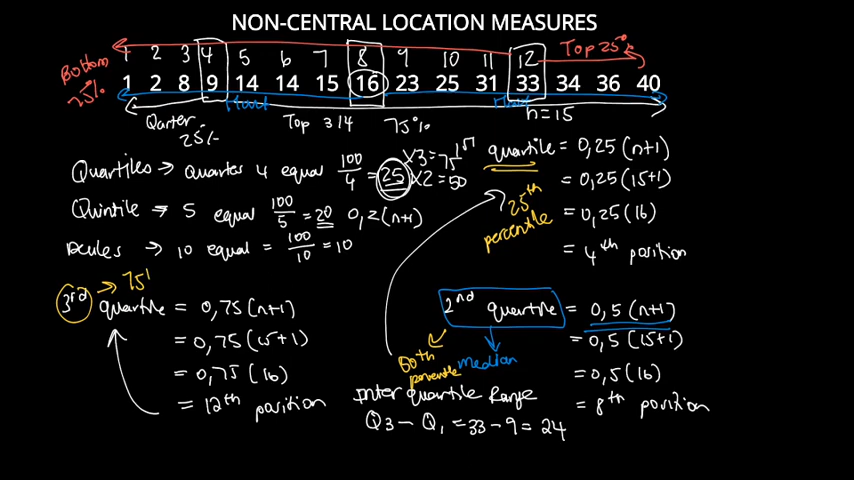 NON-CENTRAL LOCATION MEASURES
1 2 3 4 5 6 7 8 9 10 11 12 Top 25%
Bottom 25%
1 2 8 9 14 14 15 16 23 25 31 33 34 36 40
Qarter 25%
Top 3/4 75%
n=15
Quartiles → Quarter 4 equal 100/4 = 25 x3=75 x2=50
Quintile → 5 equal 100/5 = 20 0,2(n+1)
Deciles → 10 equal = 100/10 = 10
1st quartile = 0,25(n+1)
= 0,25(15+1)
= 0,25(16)
= 4th position
25th percentile
3rd → 75
quartile = 0,75(n+1)
= 0,75(15+1)
= 0,75(16)
= 12th position
2nd quartile = 0,5(n+1)
= 0,5(15+1)
= 0,5(16)
= 8th position
50th percentile
median
Inter quartile Range
Q3 - Q1 = 33 - 9 = 24